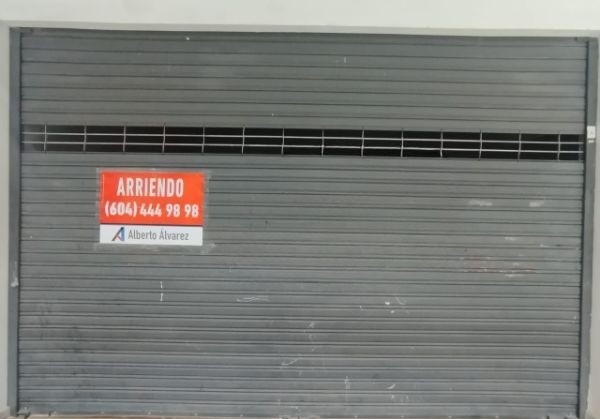 ARRIENDO
(604) 444 98 98
Alberto Álvarez